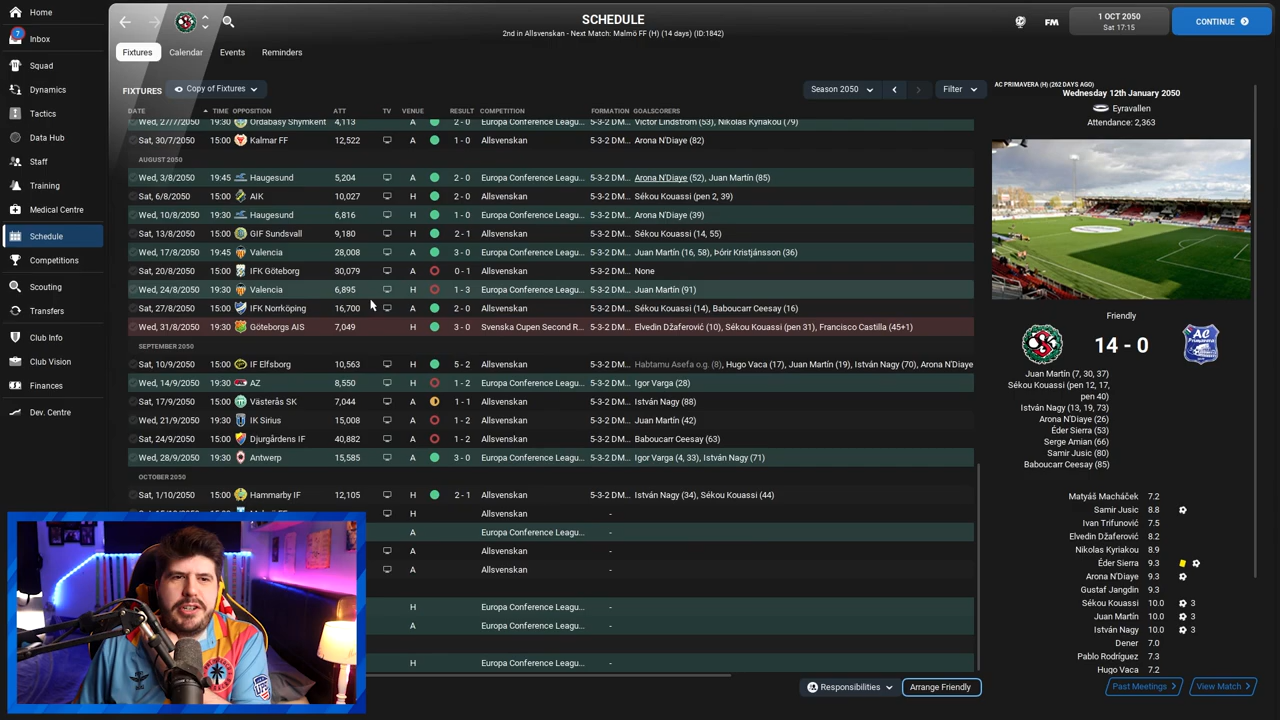 Home
7
Inbox
Squad
Dynamics
Tactics
Data Hub
Staff
Training
Medical Centre
Schedule
Competitions
Scouting
Transfers
Club Info
Club Vision
Finances
Dev. Centre
SCHEDULE
2nd in Allsvenskan - Next Match: Malmö FF (H) (14 days) (ID:1842)
FM
1 OCT 2050
Sat 17:15
CONTINUE
Fixtures Calendar Events Reminders
FIXTURES Copy of Fixtures Season 2050 Filter
DATE TIME OPPOSITION ATT TV VENUE RESULT COMPETITION FORMATION GOALSCORERS
Wed, 27/7/2050 19:30 Ordabasy Shymkent 4,113 A 2 - 0 Europa Conference Leagu... 5-3-2 DM... Victor Lindström (53), Nikolas Kyriakou (79)
Sat, 30/7/2050 15:00 Kalmar FF 12,522 A 1 - 0 Allsvenskan 5-3-2 DM... Arona N'Diaye (82)
AUGUST 2050
Wed, 3/8/2050 19:45 Haugesund 5,204 A 2 - 0 Europa Conference Leagu... 5-3-2 DM... Arona N'Diaye (52), Juan Martín (85)
Sat, 6/8/2050 15:00 AIK 10,027 H 2 - 0 Allsvenskan 5-3-2 DM... Sékou Kouassi (pen 2, 39)
Wed, 10/8/2050 19:30 Haugesund 6,816 H 1 - 0 Europa Conference Leagu... 5-3-2 DM... Arona N'Diaye (39)
Sat, 13/8/2050 15:00 GIF Sundsvall 9,180 H 2 - 1 Allsvenskan 5-3-2 DM... Sékou Kouassi (14, 55)
Wed, 17/8/2050 19:45 Valencia 28,008 A 3 - 0 Europa Conference Leagu... 5-3-2 DM... Juan Martín (16, 58), Þórir Kristjánsson (36)
Sat, 20/8/2050 15:00 IFK Göteborg 30,079 A 0 - 1 Allsvenskan 5-3-2 DM... None
Wed, 24/8/2050 19:30 Valencia 6,895 H 1 - 3 Europa Conference Leagu... 5-3-2 DM... Juan Martín (91)
Sat, 27/8/2050 15:00 IFK Norrköping 16,700 A 2 - 0 Allsvenskan 5-3-2 DM... Sékou Kouassi (14), Baboucarr Ceesay (16)
Wed, 31/8/2050 19:30 Göteborgs AIS 7,049 H 3 - 0 Svenska Cupen Second R... 5-3-2 DM... Elvedin Džaferović (10), Sékou Kouassi (pen 31), Francisco Castilla (45+1)
SEPTEMBER 2050
Sat, 10/9/2050 15:00 IF Elfsborg 10,563 H 5 - 2 Allsvenskan 5-3-2 DM... Habtamu Asefa o.g. (8), Hugo Vaca (17), Juan Martín (19), István Nagy (70), Arona N'Diaye
Wed, 14/9/2050 19:30 AZ 8,550 H 1 - 2 Europa Conference Leagu... 5-3-2 DM... Igor Varga (28)
Sat, 17/9/2050 15:00 Västerås SK 7,044 A 1 - 1 Allsvenskan 5-3-2 DM... István Nagy (88)
Wed, 21/9/2050 19:30 IK Sirius 15,008 A 1 - 2 Allsvenskan 5-3-2 DM... Juan Martín (42)
Sat, 24/9/2050 15:00 Djurgårdens IF 40,882 A 1 - 2 Allsvenskan 5-3-2 DM... Baboucarr Ceesay (63)
Wed, 28/9/2050 19:30 Antwerp 15,585 A 3 - 0 Europa Conference Leagu... 5-3-2 DM... Igor Varga (4, 33), István Nagy (71)
OCTOBER 2050
Sat, 1/10/2050 15:00 Hammarby IF 12,105 H 2 - 1 Allsvenskan 5-3-2 DM... István Nagy (34), Sékou Kouassi (44)
H Allsvenskan -
A Europa Conference Leagu... -
A Allsvenskan -
A Allsvenskan -
H Europa Conference Leagu... -
A Europa Conference Leagu... -
H Europa Conference Leagu... -
Responsibilities Arrange Friendly
AC PRIMAVERA (H) (262 DAYS AGO)
Wednesday 12th January 2050
Eyravallen
Attendance: 2,363
Friendly
14 - 0
Juan Martín (7, 30, 37)
Sékou Kouassi (pen 12, 17,
pen 40)
István Nagy (13, 19, 73)
Arona N'Diaye (26)
Éder Sierra (53)
Serge Amian (66)
Samir Jusic (80)
Baboucarr Ceesay (85)
Matyáš Macháček 7.2
Samir Jusic 8.8
Ivan Trifunović 7.5
Elvedin Džaferović 8.2
Nikolas Kyriakou 8.9
Éder Sierra 9.3
Arona N'Diaye 9.3
Gustaf Jangdin 9.3
Sékou Kouassi 10.0 3
Juan Martín 10.0 3
István Nagy 10.0 3
Dener 7.0
Pablo Rodríguez 7.3
Hugo Vaca 7.2
Past Meetings View Match